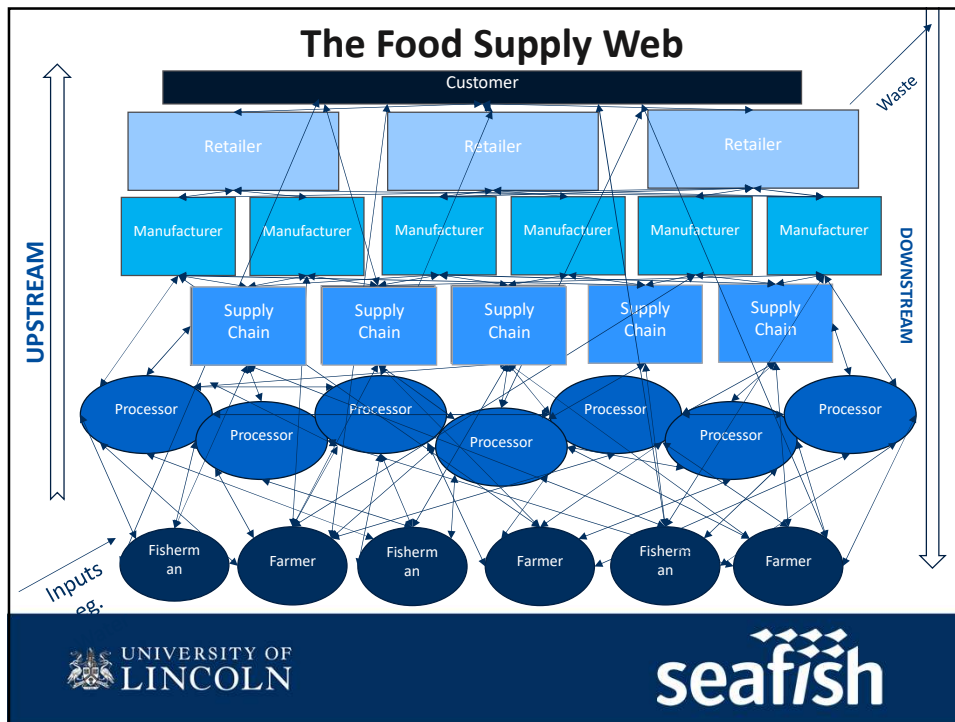 The Food Supply Web
Customer
Waste
Retailer
Retailer
Retailer
Manufacturer
Manufacturer
Manufacturer
Manufacturer
Manufacturer
Manufacturer
UPSTREAM
DOWNSTREAM
Supply
Chain
Supply
Chain
Supply
Chain
Supply
Chain
Supply
Chain
Processor
Processor
Processor
Processor
Processor
Processor
Processor
Fisherm
an
Farmer
Fisherm
an
Farmer
Fisherm
an
Farmer
Inputs
eg.
UNIVERSITY OF
LINCOLN
seafish